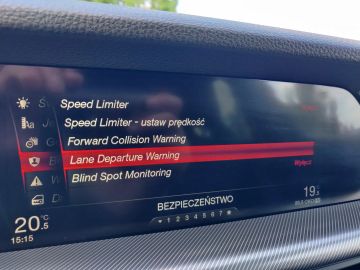 Speed Limiter
Speed Limiter - ustaw prędkość
Forward Collision Warning
Lane Departure Warning
Wyłącz
Blind Spot Monitoring
BEZPIECZEŃSTWO
1 2 3 4 5 6 7
20°.5
15:15
19